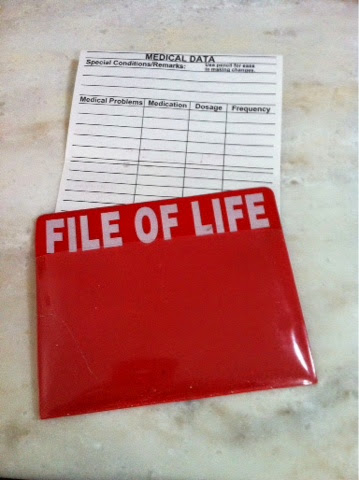 MEDICAL DATA
Special Conditions/Remarks: Use pencil for ease
in making changes.
Medical Problems Medication Dosage Frequency
FILE OF LIFE